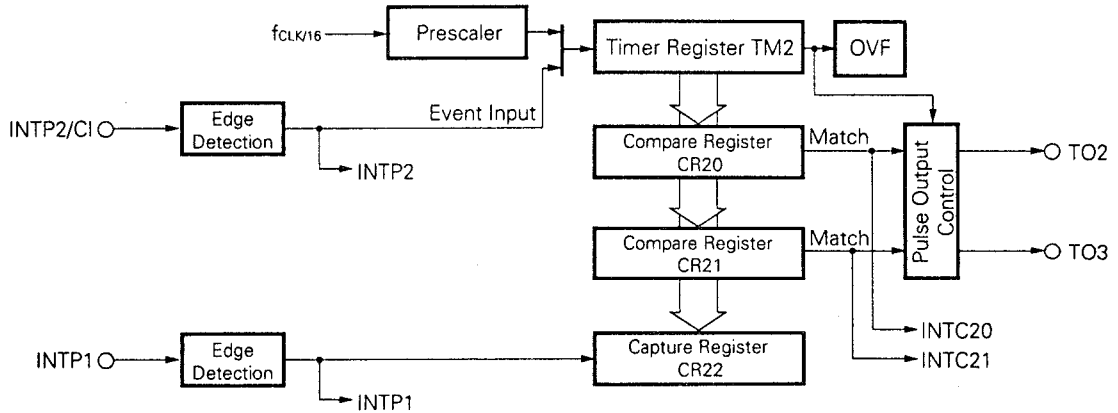 fCLK/16
Prescaler
Timer Register TM2
OVF
INTP2/CI
Edge
Detection
Event Input
INTP2
Compare Register
CR20
Match
Pulse Output
Control
TO2
Compare Register
CR21
Match
TO3
INTC20
INTP1
Edge
Detection
Capture Register
CR22
INTC21
INTP1